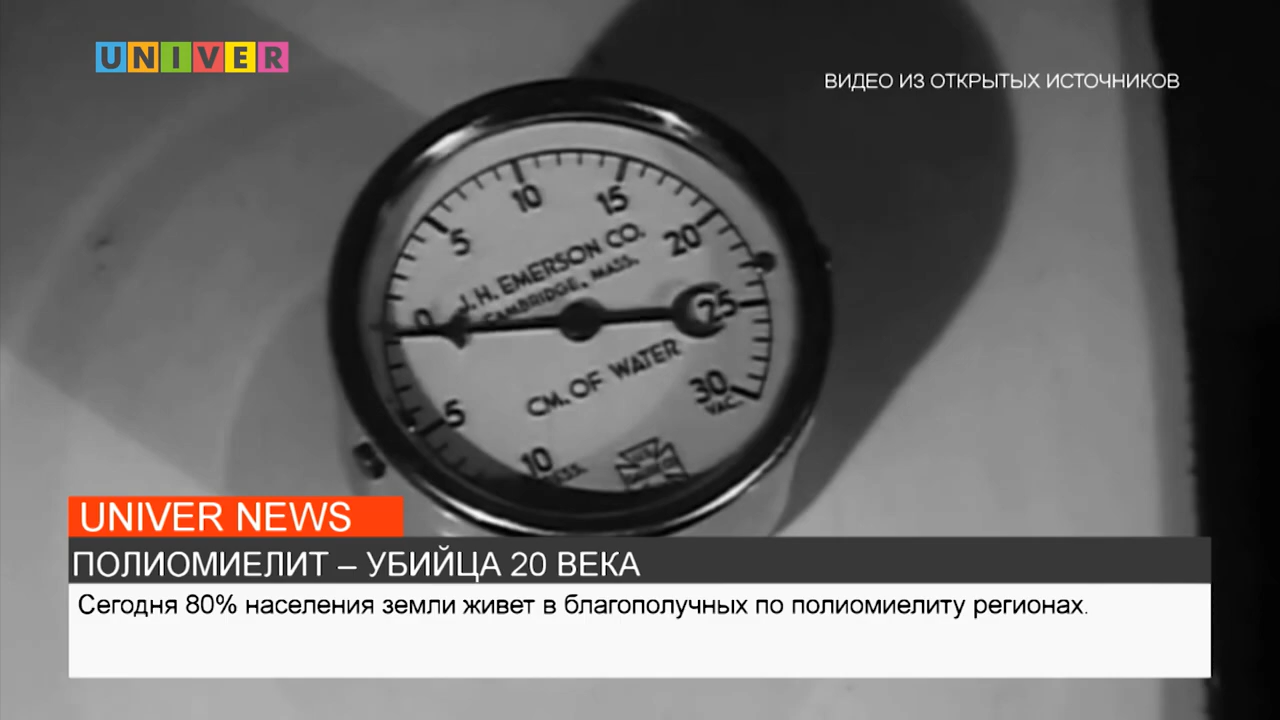 UNIVER
ВИДЕО ИЗ ОТКРЫТЫХ ИСТОЧНИКОВ
10
15
5
20
J. H. EMERSON CO.
CAMBRIDGE, MASS.
0
25
CM. OF WATER
30
VAC.
5
10
UNIVER NEWS
ПОЛИОМИЕЛИТ – УБИЙЦА 20 ВЕКА
Сегодня 80% населения земли живет в благополучных по полиомиелиту регионах.